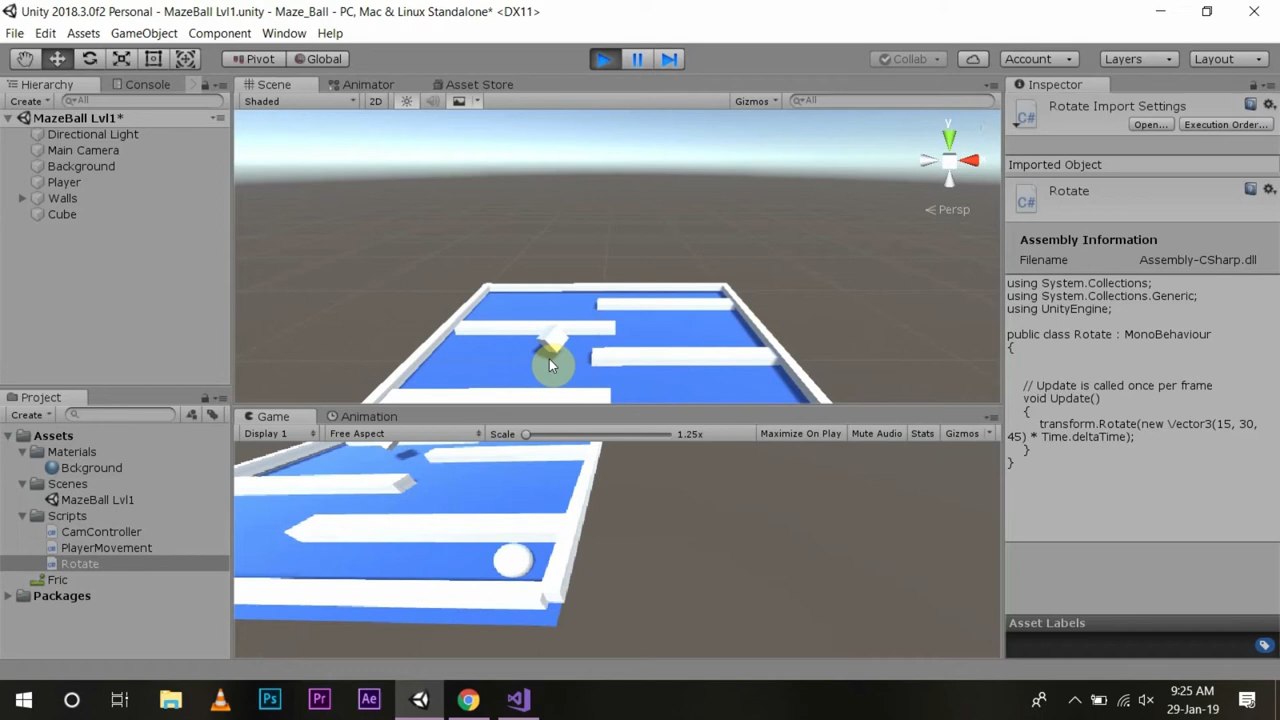 Unity 2018.3.0f2 Personal - MazeBall Lvl1.unity - Maze_Ball - PC, Mac & Linux Standalone* <DX11>
File Edit Assets GameObject Component Window Help
Pivot Global Collab Account Layers Layout
Hierarchy Console Scene Animator Asset Store Inspector
Create All Shaded 2D Gizmos All
Rotate Import Settings
Open... Execution Order...
MazeBall Lvl1*
Directional Light
Main Camera
Background
Player
Walls
Cube
y
Persp
Imported Object
Rotate
Assembly Information
Filename Assembly-CSharp.dll
using System.Collections;
using System.Collections.Generic;
using UnityEngine;
public class Rotate : MonoBehaviour
{
// Update is called once per frame
void Update()
{
transform.Rotate(new Vector3(15, 30,
45) * Time.deltaTime);
}
}
Project
Create
Assets
Materials
Bckground
Scenes
MazeBall Lvl1
Scripts
CamController
PlayerMovement
Rotate
Fric
Packages
Game Animation
Display 1 Free Aspect Scale 1.25x Maximize On Play Mute Audio Stats Gizmos
Asset Labels
Ps Pr Ae
9:25 AM
29-Jan-19